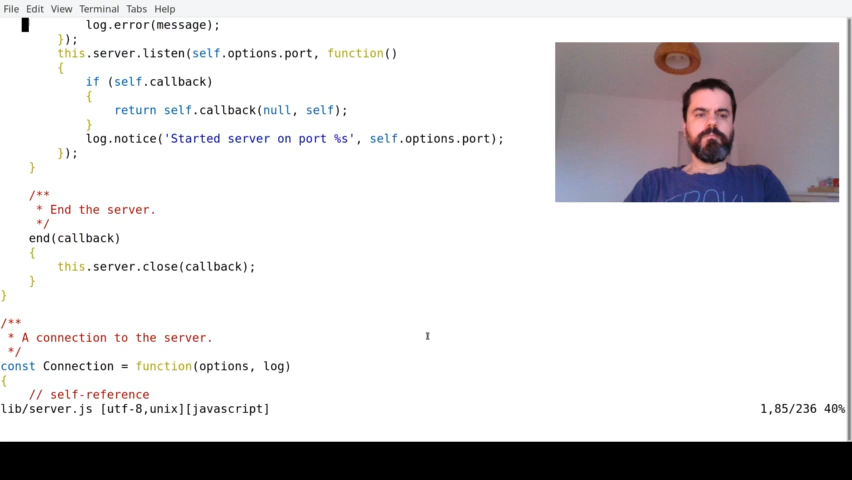 File Edit View Terminal Tabs Help
            log.error(message);
        });
        this.server.listen(self.options.port, function()
        {
            if (self.callback)
            {
                return self.callback(null, self);
            }
            log.notice('Started server on port %s', self.options.port);
        });
    }

    /**
     * End the server.
     */
    end(callback)
    {
        this.server.close(callback);
    }
}

/**
 * A connection to the server.
 */
const Connection = function(options, log)
{
    // self-reference
lib/server.js [utf-8,unix][javascript] 1,85/236 40%